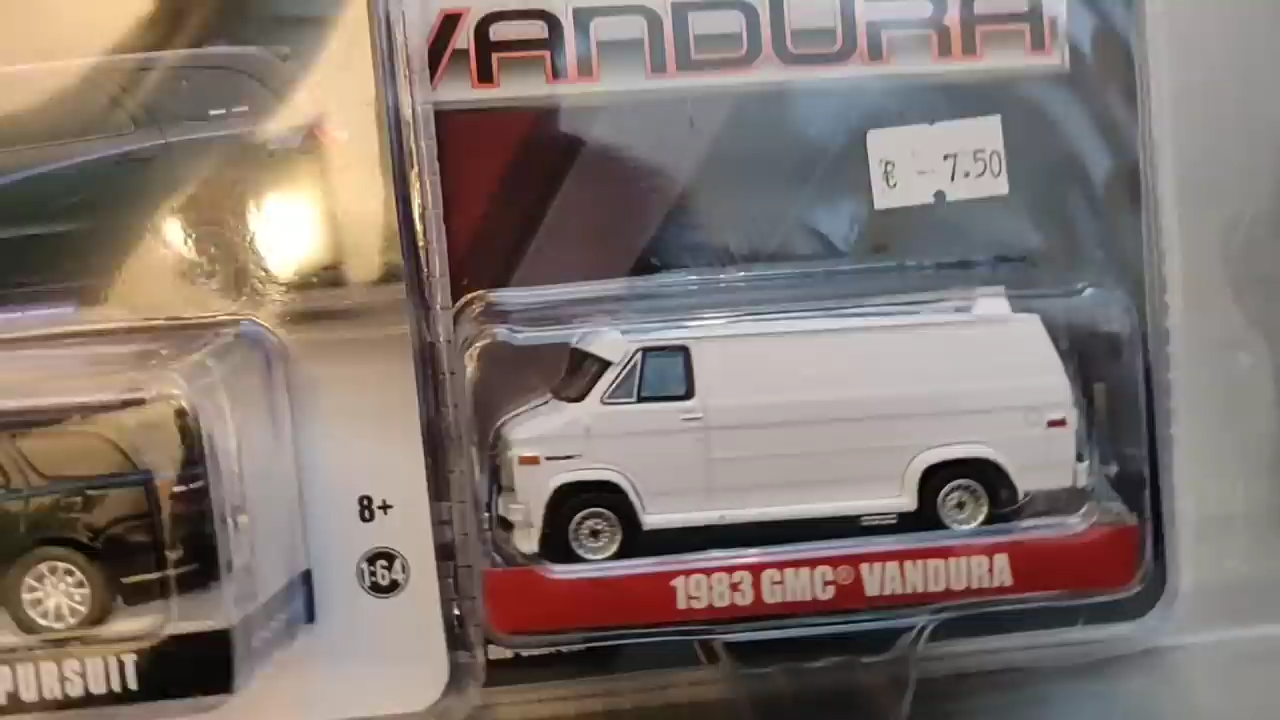 VANDURA
€ - 7.50
8+
1:64
1983 GMC® VANDURA
PURSUIT